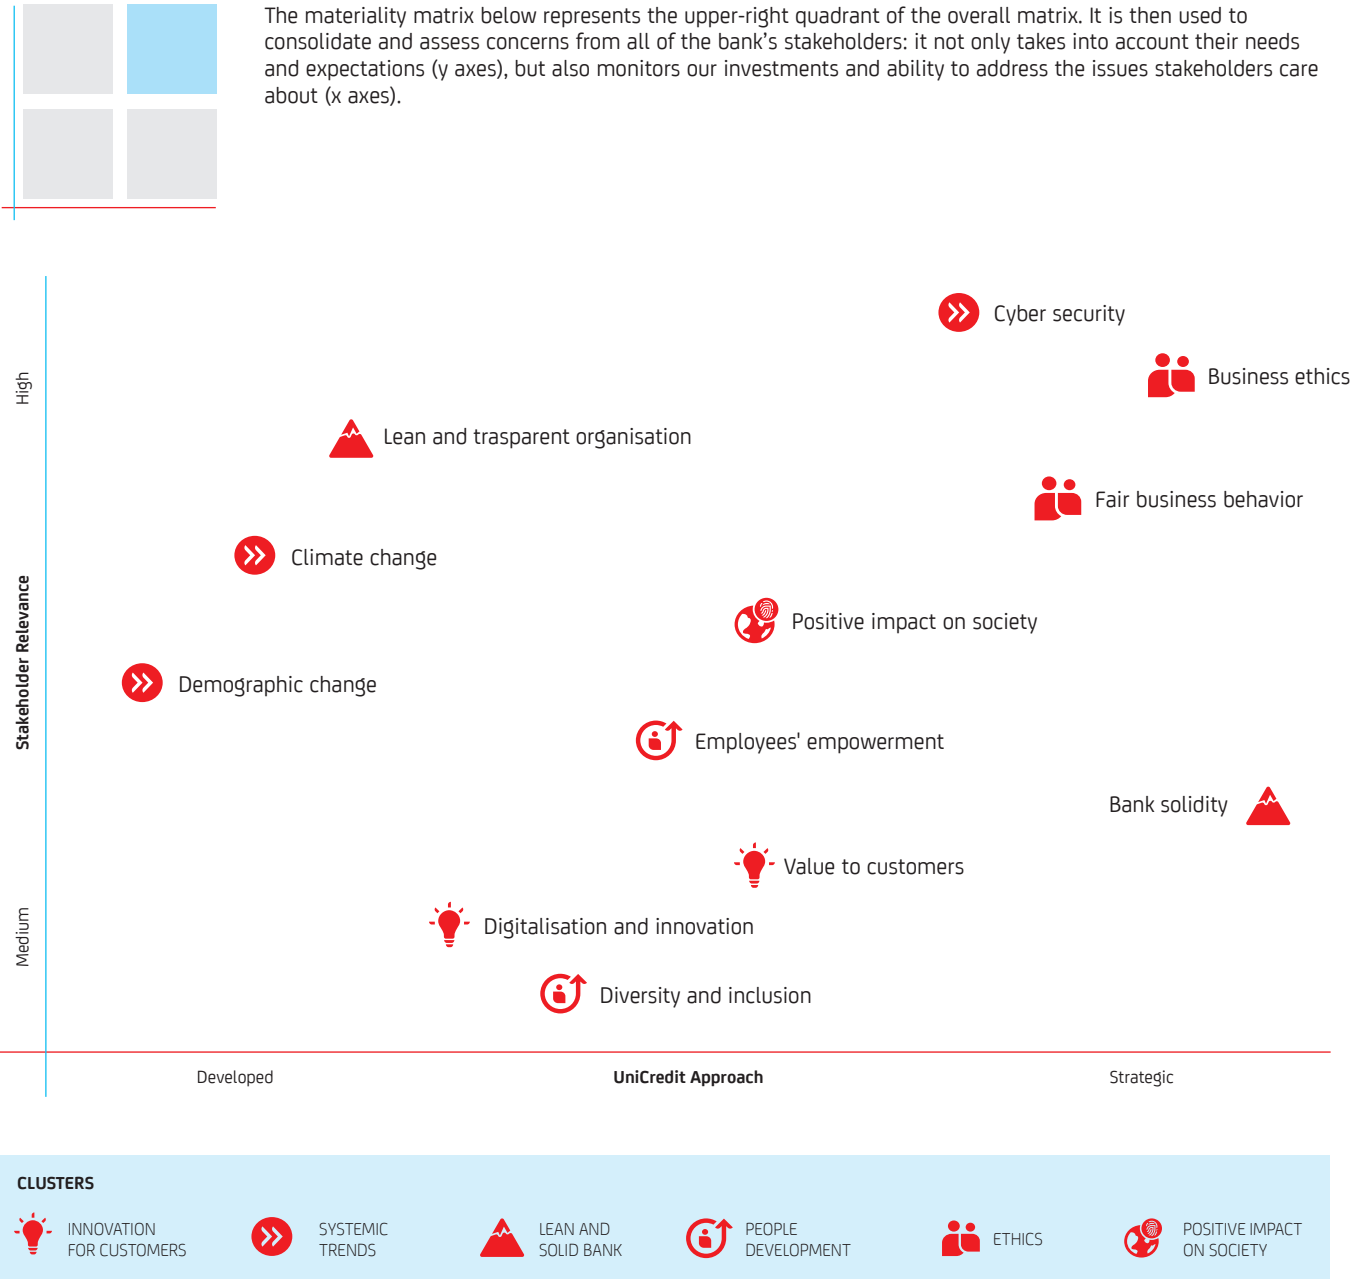 The materiality matrix below represents the upper-right quadrant of the overall matrix. It is then used to
consolidate and assess concerns from all of the bank’s stakeholders: it not only takes into account their needs
and expectations (y axes), but also monitors our investments and ability to address the issues stakeholders care
about (x axes).
Cyber security
Business ethics
High
Lean and trasparent organisation
Fair business behavior
Climate change
Positive impact on society
Stakeholder Relevance
Demographic change
Employees' empowerment
Bank solidity
Value to customers
Medium
Digitalisation and innovation
Diversity and inclusion
Developed
UniCredit Approach
Strategic
CLUSTERS
INNOVATION
FOR CUSTOMERS
SYSTEMIC
TRENDS
LEAN AND
SOLID BANK
PEOPLE
DEVELOPMENT
ETHICS
POSITIVE IMPACT
ON SOCIETY